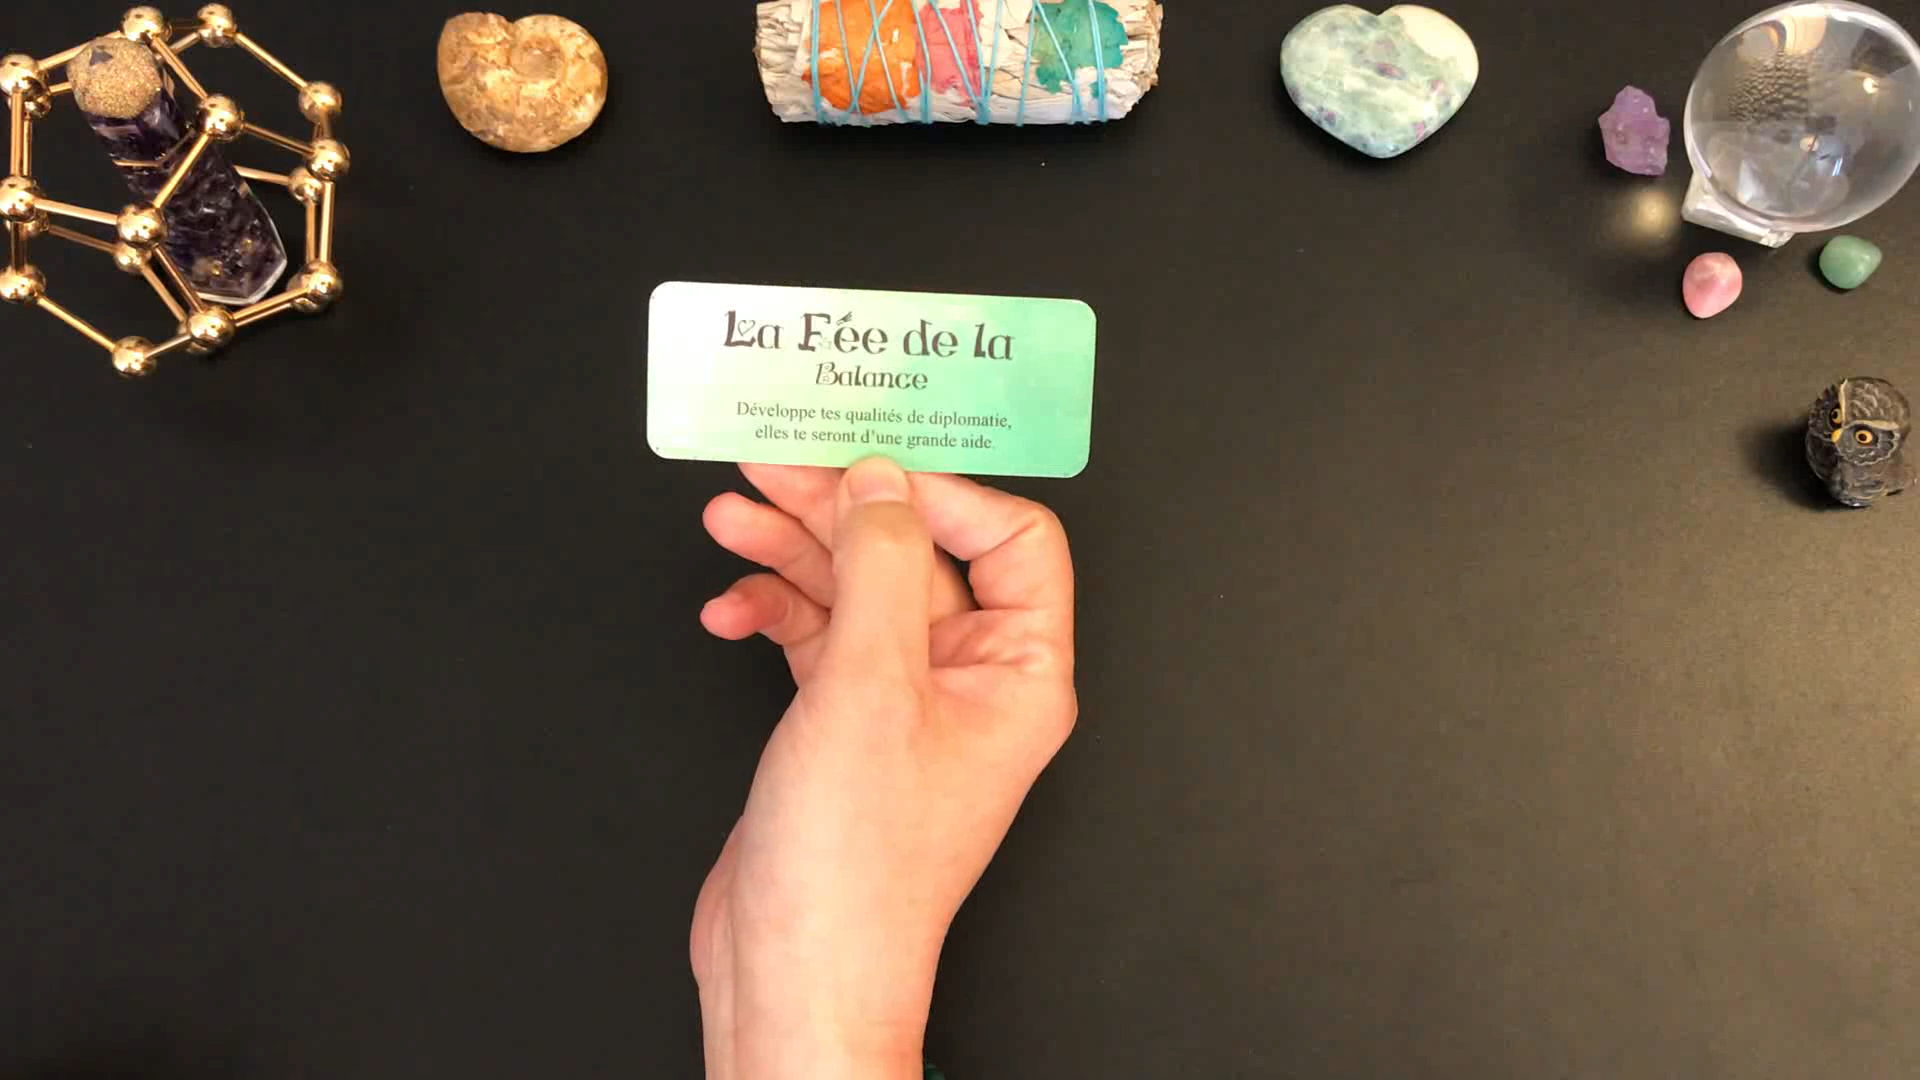 La Fée de la
Balance
Développe tes qualités de diplomatie,
elles te seront d'une grande aide.